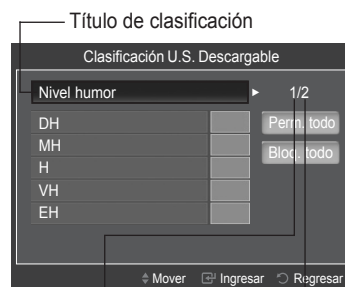 Título de clasificación
Clasificación U.S. Descargable
Nivel humor ► 1/2
DH
Perm. todo
MH
Bloq. todo
H
VH
EH
Mover Ingresar Regresar